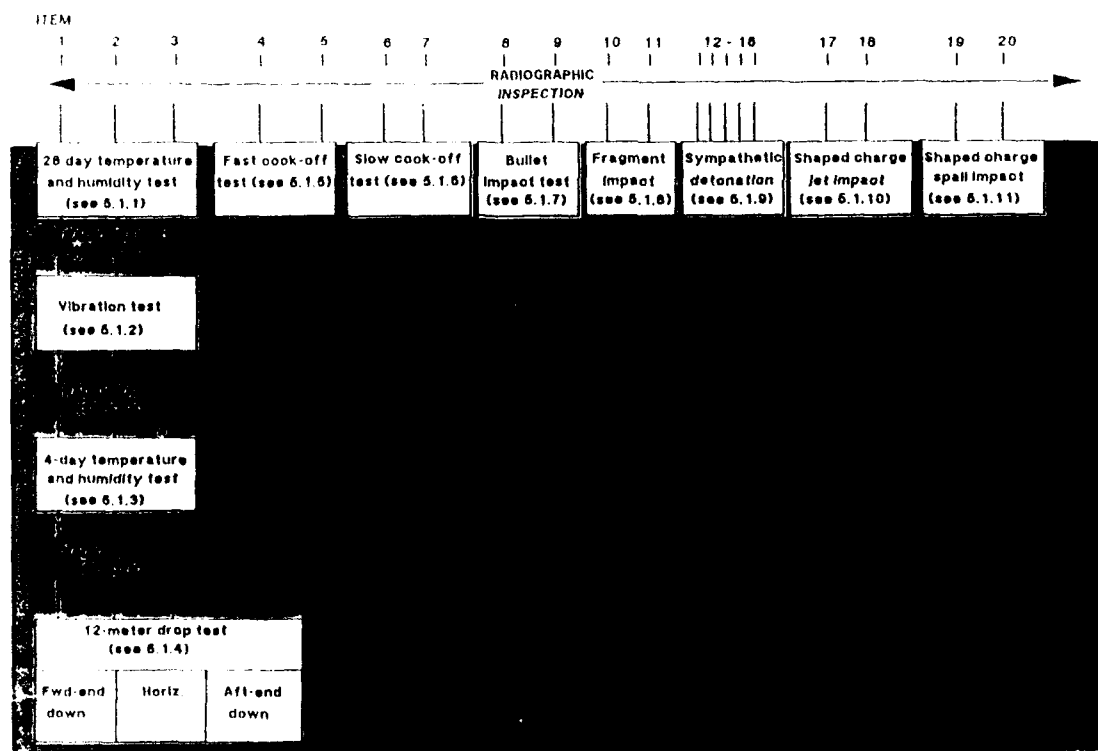 ITEM
1 2 3 4 5 6 7 8 9 10 11 12 - 16 17 18 19 20
RADIOGRAPHIC
INSPECTION
28 day temperature
and humidity test
(see 5.1.1)
Fast cook-off
test (see 5.1.5)
Slow cook-off
test (see 5.1.6)
Bullet
impact test
(see 5.1.7)
Fragment
impact
(see 5.1.8)
Sympathetic
detonation
(see 5.1.9)
Shaped charge
jet impact
(see 5.1.10)
Shaped charge
spall impact
(see 5.1.11)
Vibration test
(see 5.1.2)
4-day temperature
and humidity test
(see 5.1.3)
12-meter drop test
(see 5.1.4)
Fwd-end
down
Horiz.
Aft-end
down